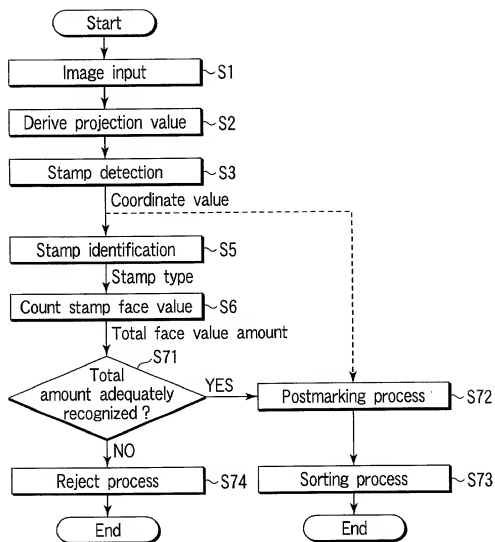 Start
Image input
S1
Derive projection value
S2
Stamp detection
S3
Coordinate value
Stamp identification
S5
Stamp type
Count stamp face value
S6
Total face value amount
S71
Total
amount adequately
recognized ?
YES
Postmarking process
S72
NO
Reject process
S74
Sorting process
S73
End
End